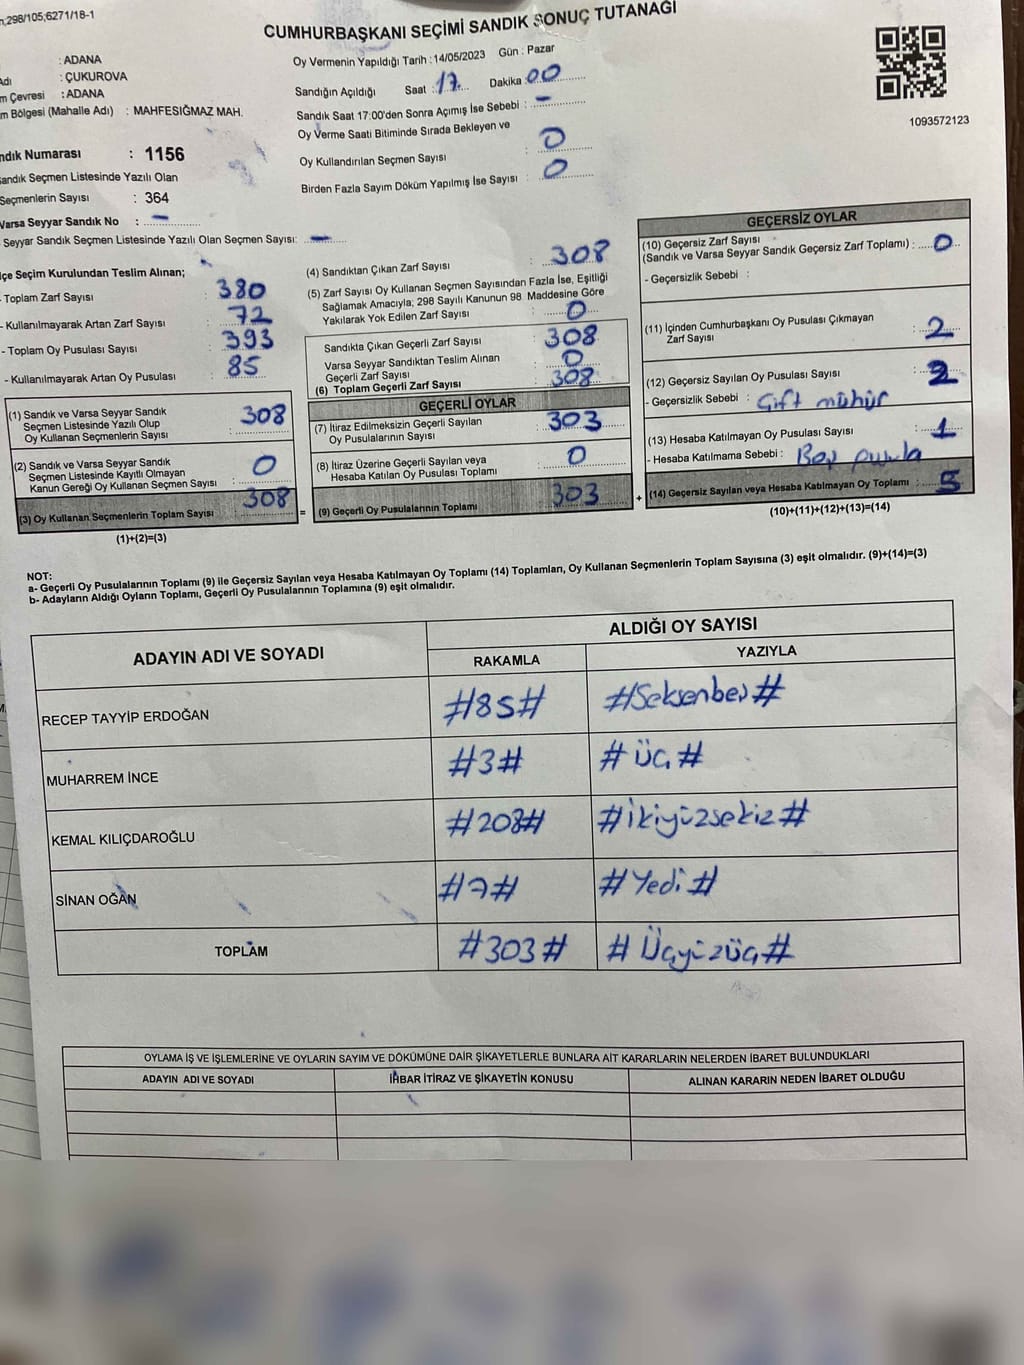 298/105;6271/18-1
CUMHURBAŞKANI SEÇİMİ SANDIK SONUÇ TUTANAĞI
: ADANA
: ÇUKUROVA
m Çevresi : ADANA
m Bölgesi (Mahalle Adı) : MAHFESIĞMAZ MAH.
ndık Numarası : 1156
andık Seçmen Listesinde Yazılı Olan
Seçmenlerin Sayısı : 364
Varsa Seyyar Sandık No : –
Seyyar Sandık Seçmen Listesinde Yazılı Olan Seçmen Sayısı: –
Oy Vermenin Yapıldığı Tarih :14/05/2023 Gün : Pazar
Sandığın Açıldığı Saat : 17 Dakika : 00
Sandık Saat 17:00'den Sonra Açımış İse Sebebi : –
Oy Verme Saati Bitiminde Sırada Bekleyen ve
Oy Kullandırılan Seçmen Sayısı : 0
Birden Fazla Sayım Döküm Yapılmış İse Sayısı : 0
1093572123
lçe Seçim Kurulundan Teslim Alınan;
- Toplam Zarf Sayısı : 380
- Kullanılmayarak Artan Zarf Sayısı : 72
- Toplam Oy Pusulası Sayısı : 393
- Kullanılmayarak Artan Oy Pusulası : 85
(1) Sandık ve Varsa Seyyar Sandık
Seçmen Listesinde Yazılı Olup
Oy Kullanan Seçmenlerin Sayısı : 308
(2) Sandık ve Varsa Seyyar Sandık
Seçmen Listesinde Kayıtlı Olmayan
Kanun Gereği Oy Kullanan Seçmen Sayısı : 0
(3) Oy Kullanan Seçmenlerin Toplam Sayısı : 308
(1)+(2)=(3)
=
(4) Sandıktan Çıkan Zarf Sayısı : 308
(5) Zarf Sayısı Oy Kullanan Seçmen Sayısından Fazla İse, Eşitliği
Sağlamak Amacıyla; 298 Sayılı Kanunun 98 Maddesine Göre
Yakılarak Yok Edilen Zarf Sayısı : 0
Sandıkta Çıkan Geçerli Zarf Sayısı : 308
Varsa Seyyar Sandıktan Teslim Alınan
Geçerli Zarf Sayısı : 0
(6) Toplam Geçerli Zarf Sayısı : 308
GEÇERLİ OYLAR
(7) İtiraz Edilmeksizin Geçerli Sayılan
Oy Pusulalarının Sayısı : 303
(8) İtiraz Üzerine Geçerli Sayılan veya
Hesaba Katılan Oy Pusulası Toplamı : 0
(9) Geçerli Oy Pusulalarının Toplamı : 303
+
GEÇERSİZ OYLAR
(10) Geçersiz Zarf Sayısı
(Sandık ve Varsa Seyyar Sandık Geçersiz Zarf Toplamı) : 0
- Geçersizlik Sebebi :
(11) İçinden Cumhurbaşkanı Oy Pusulası Çıkmayan
Zarf Sayısı : 2
(12) Geçersiz Sayılan Oy Pusulası Sayısı : 2
- Geçersizlik Sebebi : Çift mühür
(13) Hesaba Katılmayan Oy Pusulası Sayısı : 1
- Hesaba Katılmama Sebebi : Boş pusula
(14) Geçersiz Sayılan veya Hesaba Katılmayan Oy Toplamı : 5
(10)+(11)+(12)+(13)=(14)
NOT:
a- Geçerli Oy Pusulalarının Toplamı (9) ile Geçersiz Sayılan veya Hesaba Katılmayan Oy Toplamı (14) Toplamları, Oy Kullanan Seçmenlerin Toplam Sayısına (3) eşit olmalıdır. (9)+(14)=(3)
b- Adayların Aldığı Oyların Toplamı, Geçerli Oy Pusulalarının Toplamına (9) eşit olmalıdır.
ADAYIN ADI VE SOYADI ALDIĞI OY SAYISI
RAKAMLA YAZIYLA
RECEP TAYYİP ERDOĞAN #85# #Seksenbeş#
MUHARREM İNCE #3# #Üç#
KEMAL KILIÇDAROĞLU #208# #İkiyüzsekiz#
SİNAN OĞAN #7# #Yedi#
TOPLAM #303# #Üçyüzüç#
OYLAMA İŞ VE İŞLEMLERİNE VE OYLARIN SAYIM VE DÖKÜMÜNE DAİR ŞİKAYETLERLE BUNLARA AİT KARARLARIN NELERDEN İBARET BULUNDUKLARI
ADAYIN ADI VE SOYADI İHBAR İTİRAZ VE ŞİKAYETİN KONUSU ALINAN KARARIN NEDEN İBARET OLDUĞU